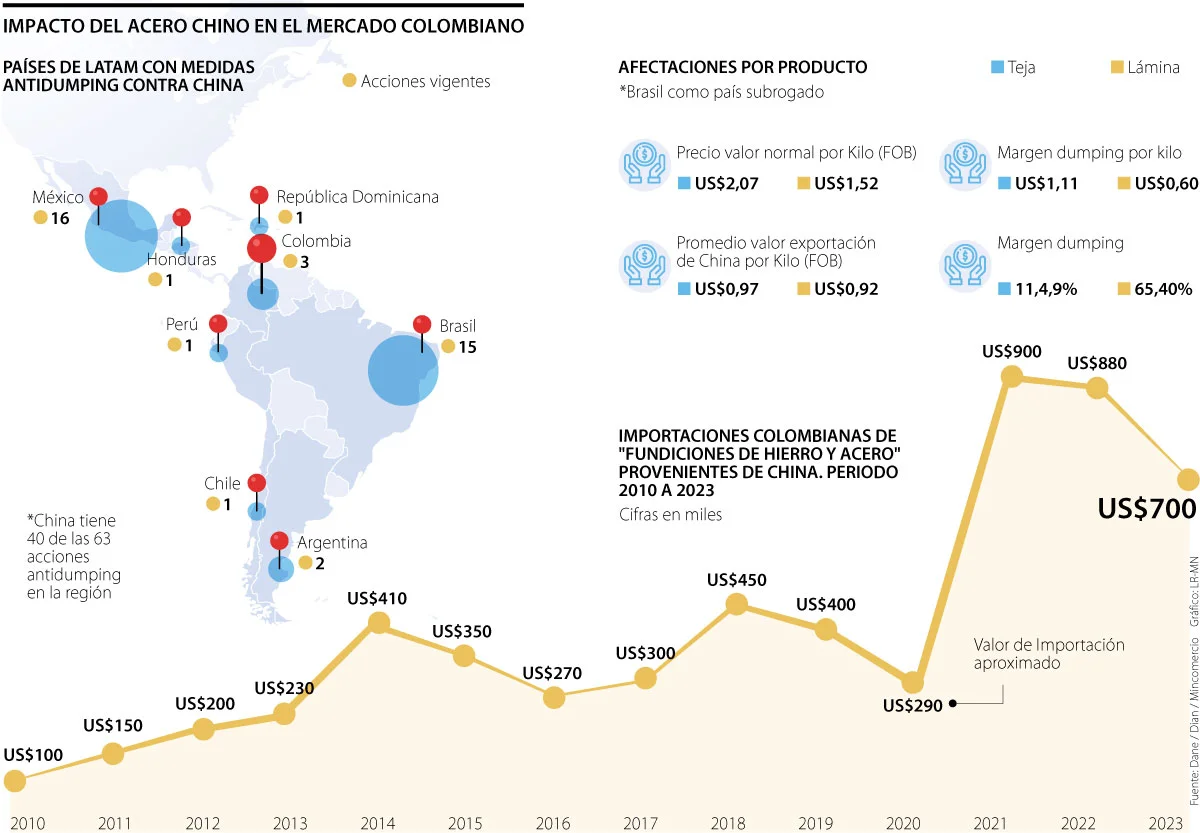 IMPACTO DEL ACERO CHINO EN EL MERCADO COLOMBIANO
PAÍSES DE LATAM CON MEDIDAS
ANTIDUMPING CONTRA CHINA
Acciones vigentes
México
16
Honduras
1
República Dominicana
1
Colombia
3
Perú
1
Brasil
15
Chile
1
Argentina
2
*China tiene
40 de las 63
acciones
antidumping
en la región
AFECTACIONES POR PRODUCTO
*Brasil como país subrogado
Teja
Lámina
Precio valor normal por Kilo (FOB)
US$2,07 US$1,52
Margen dumping por kilo
US$1,11 US$0,60
Promedio valor exportación
de China por Kilo (FOB)
US$0,97 US$0,92
Margen dumping
11,4,9% 65,40%
IMPORTACIONES COLOMBIANAS DE
"FUNDICIONES DE HIERRO Y ACERO"
PROVENIENTES DE CHINA. PERIODO
2010 A 2023
Cifras en miles
US$100
US$150
US$200
US$230
US$410
US$350
US$270
US$300
US$450
US$400
US$290
US$900
US$880
US$700
Valor de Importación
aproximado
2010 2011 2012 2013 2014 2015 2016 2017 2018 2019 2020 2021 2022 2023
Fuente: Dane / Dian / Mincomercio Gráfico: LR-MN